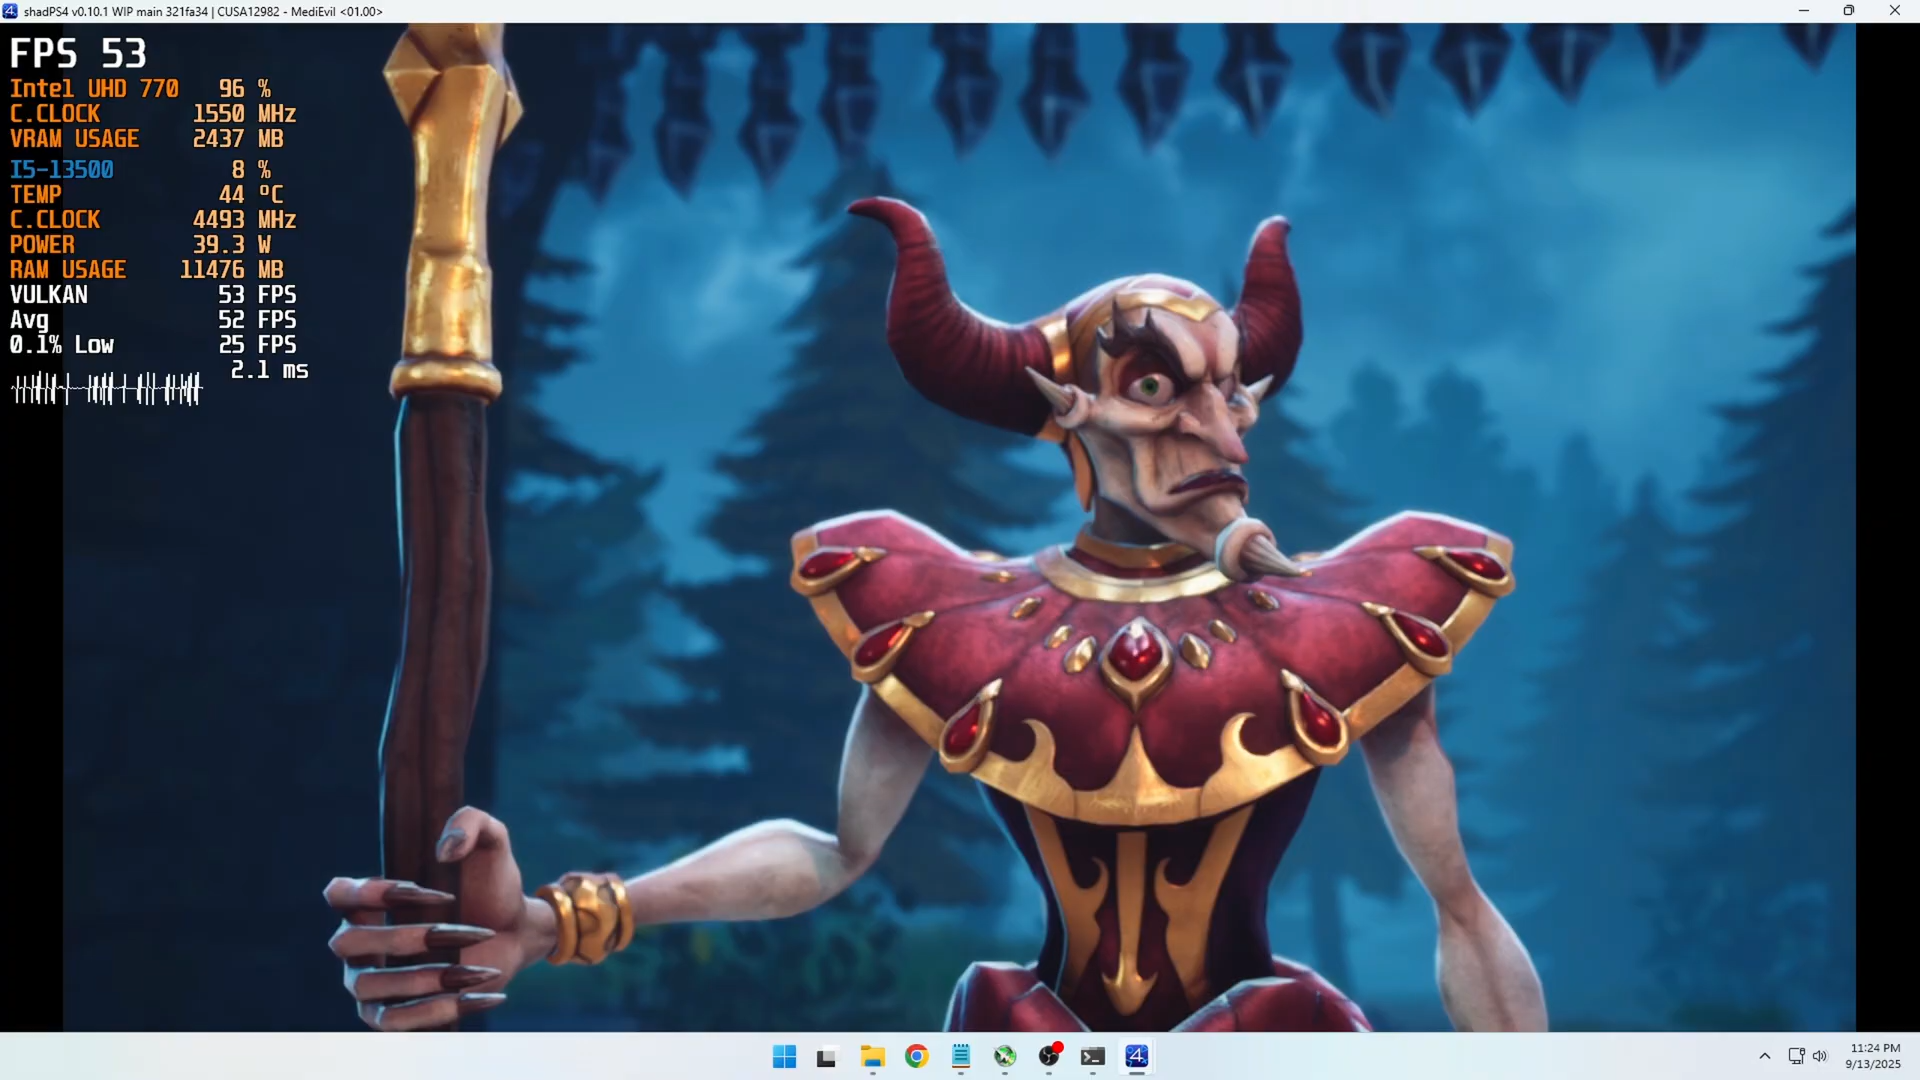 shadPS4 v0.10.1 WIP main 321fa34 | CUSA12982 - MediEvil <01.00>
FPS 53
Intel UHD 770 96 %
C.CLOCK 1550 MHz
VRAM USAGE 2437 MB
I5-13500 8 %
TEMP 44 ºC
C.CLOCK 4493 MHz
POWER 39.3 W
RAM USAGE 11476 MB
VULKAN 53 FPS
Avg 52 FPS
0.1% Low 25 FPS
2.1 ms
11:24 PM
9/13/2025